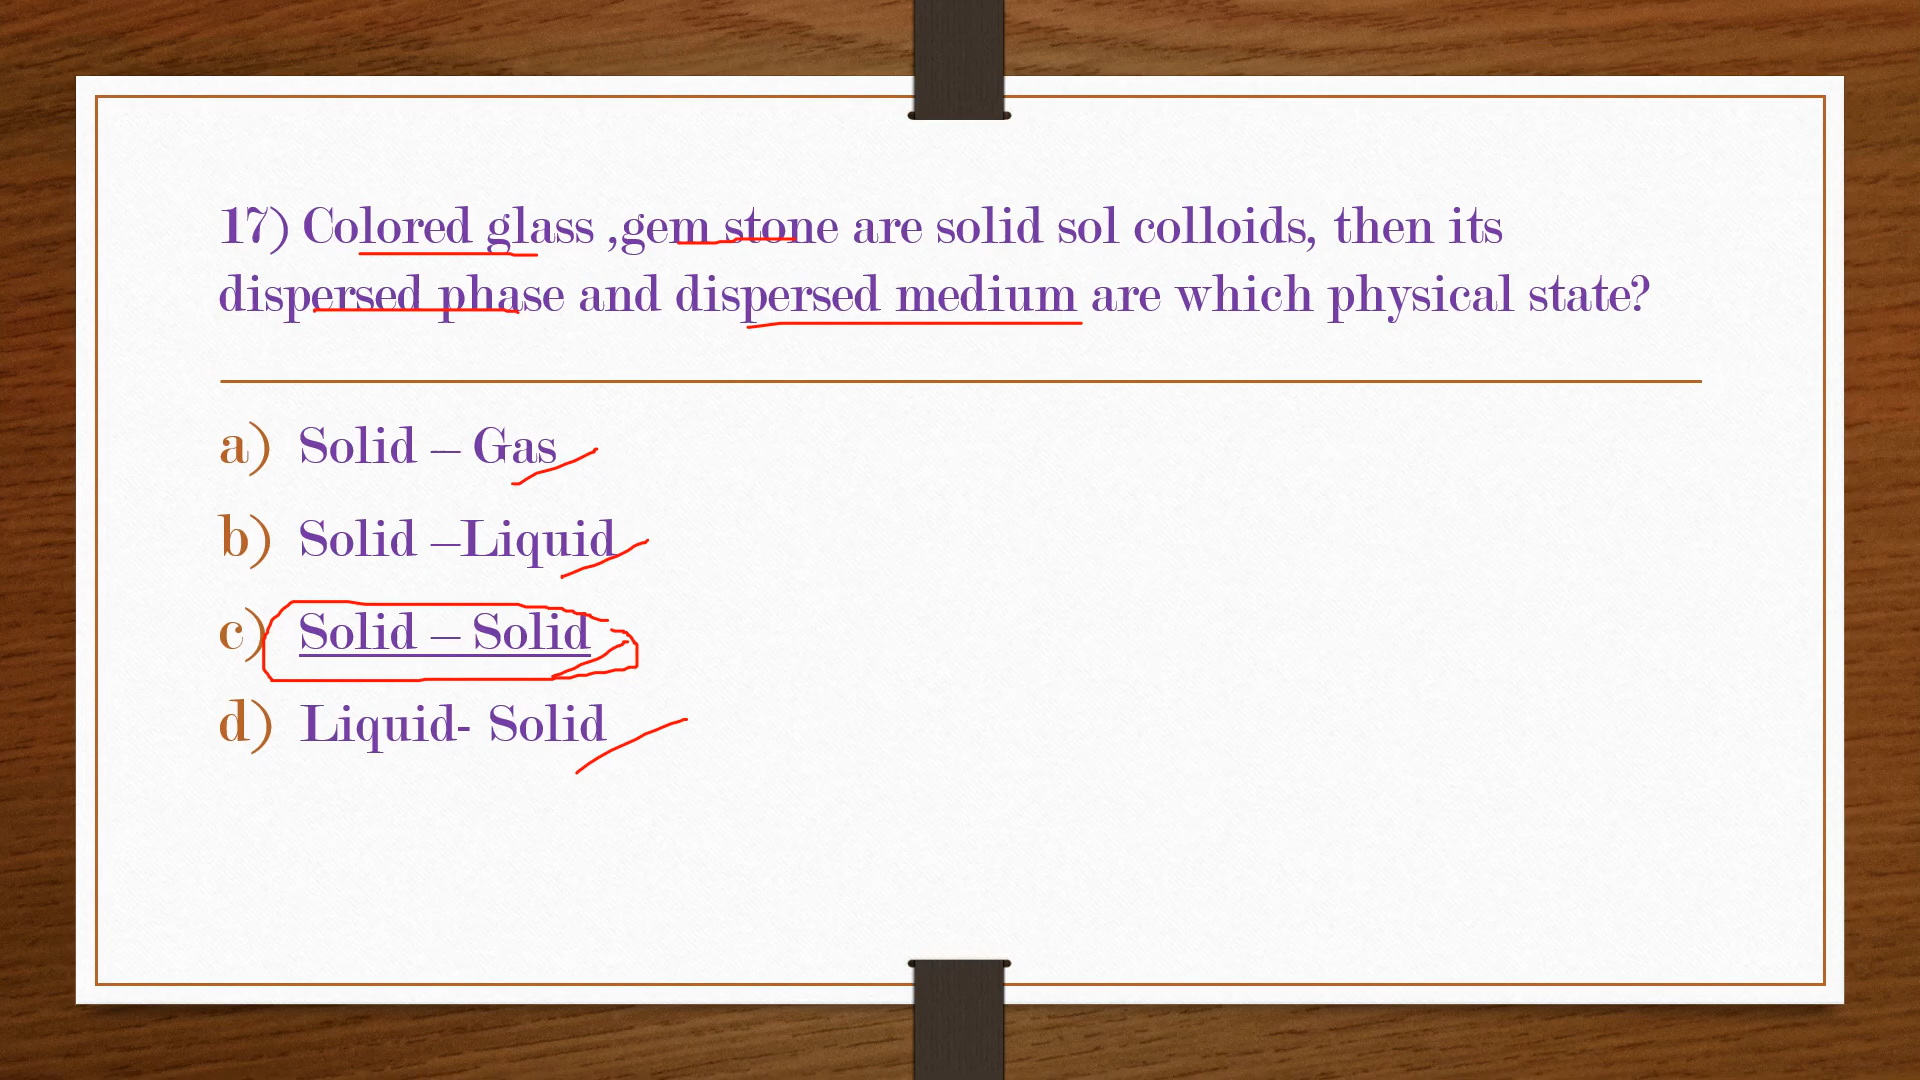 17) Colored glass ,gem stone are solid sol colloids, then its
dispersed phase and dispersed medium are which physical state?
a) Solid – Gas
b) Solid –Liquid
c) Solid – Solid
d) Liquid- Solid